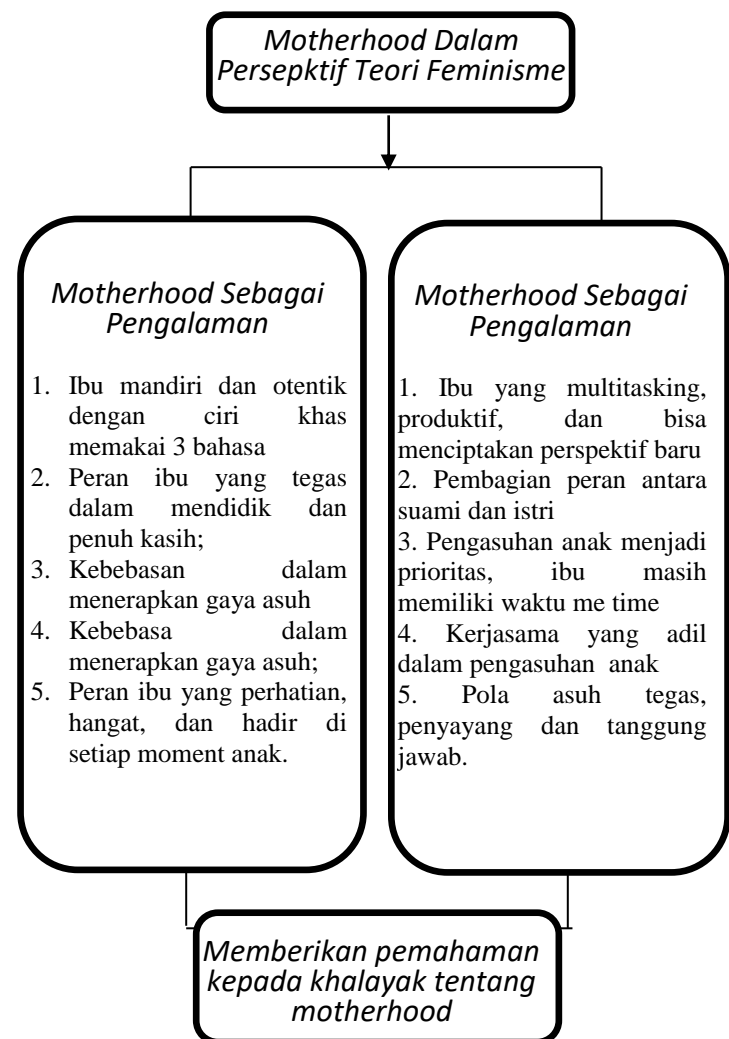 Motherhood Dalam
Persepktif Teori Feminisme
Motherhood Sebagai
Pengalaman
1. Ibu mandiri dan otentik
dengan ciri khas
memakai 3 bahasa
2. Peran ibu yang tegas
dalam mendidik dan
penuh kasih;
3. Kebebasan dalam
menerapkan gaya asuh
4. Kebebasa dalam
menerapkan gaya asuh;
5. Peran ibu yang perhatian,
hangat, dan hadir di
setiap moment anak.
Motherhood Sebagai
Pengalaman
1. Ibu yang multitasking,
produktif, dan bisa
menciptakan perspektif baru
2. Pembagian peran antara
suami dan istri
3. Pengasuhan anak menjadi
prioritas, ibu masih
memiliki waktu me time
4. Kerjasama yang adil
dalam pengasuhan anak
5. Pola asuh tegas,
penyayang dan tanggung
jawab.
Memberikan pemahaman
kepada khalayak tentang
motherhood